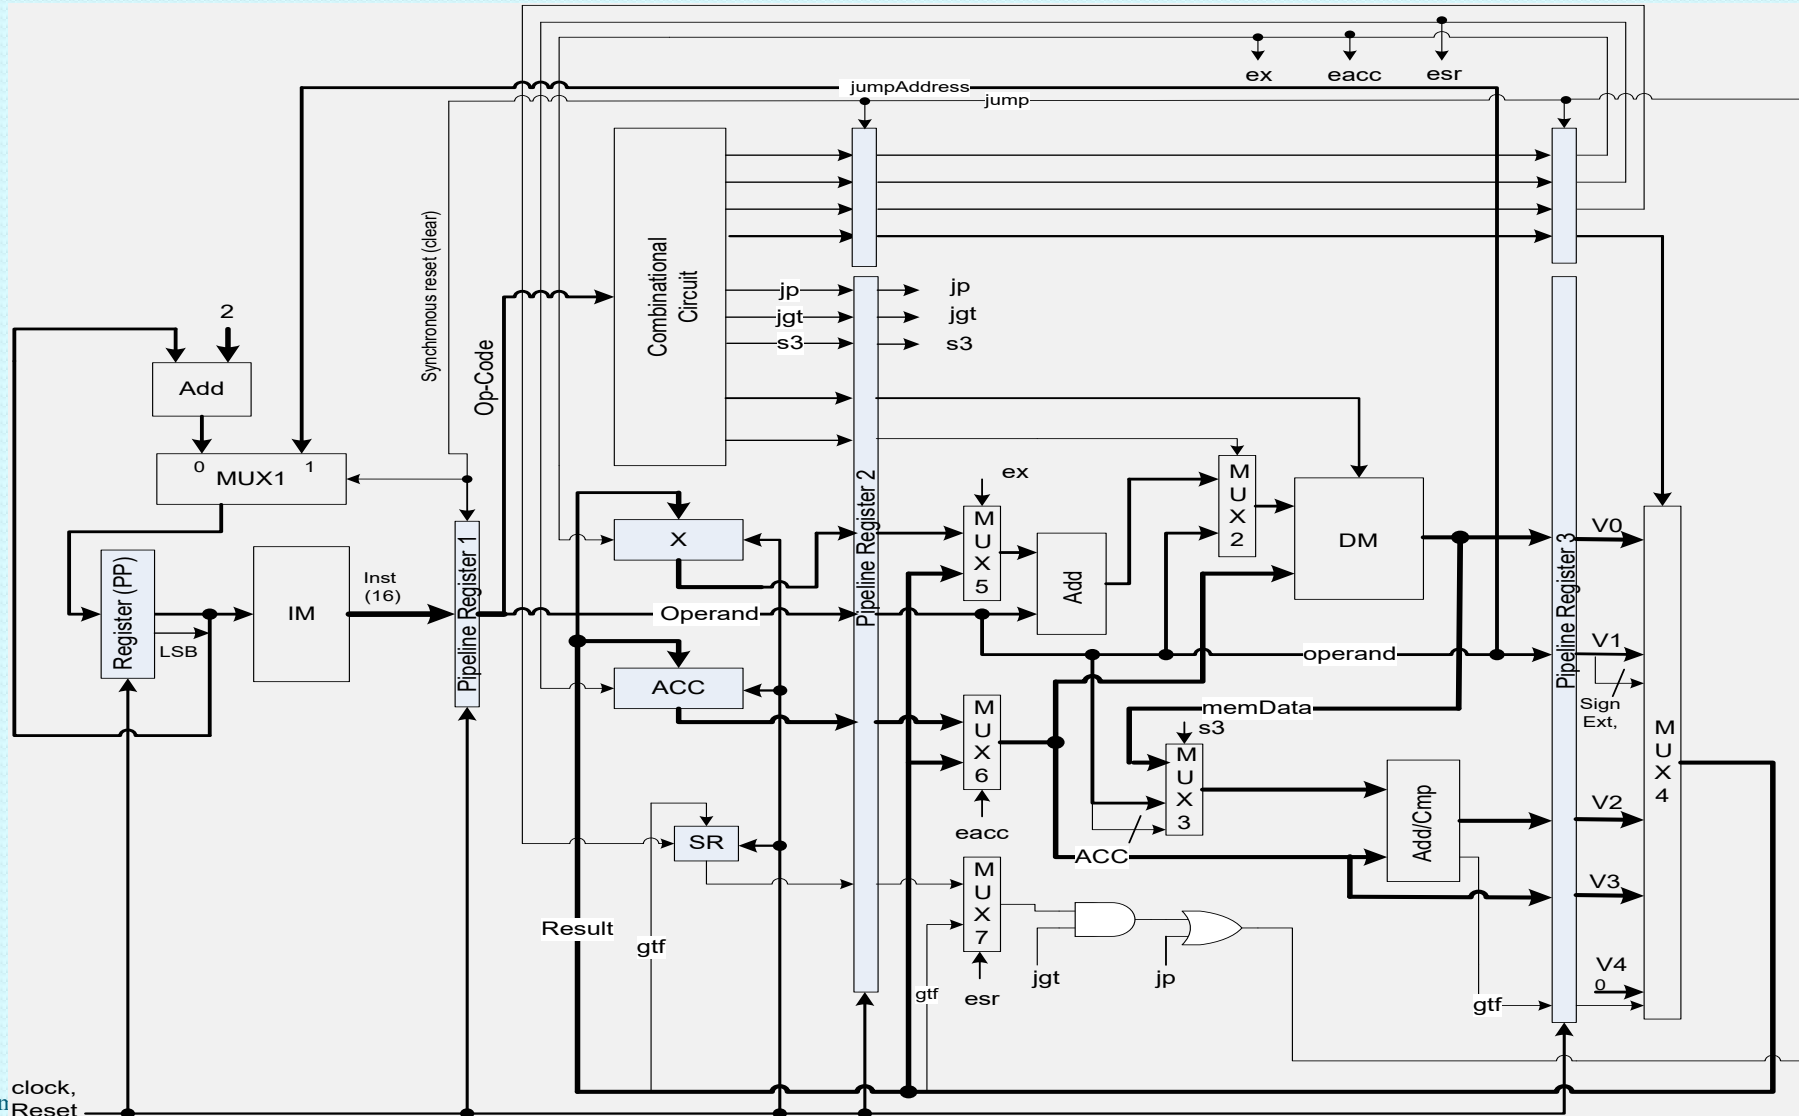 ex
eacc
esr
jumpAddress
jump
Synchronous reset (clear)
Op-Code
Combinational
Circuit
jp
jgt
s3
jp
jgt
s3
2
Add
0
1
MUX1
Register (PP)
LSB
IM
Inst
(16)
Pipeline Register 1
X
Operand
ACC
SR
Result
gtf
Pipeline Register 2
ex
MUX5
Add
MUX2
DM
operand
memData
s3
MUX6
eacc
MUX3
ACC
Add/Cmp
MUX7
gtf
esr
jgt
jp
gtf
Pipeline Register 3
V0
V1
Sign
Ext,
V2
V3
V4
0
MUX4
clock,
n
Reset